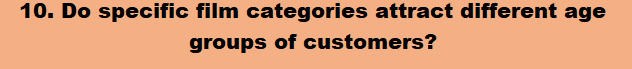 10. Do specific film categories attract different age
groups of customers?